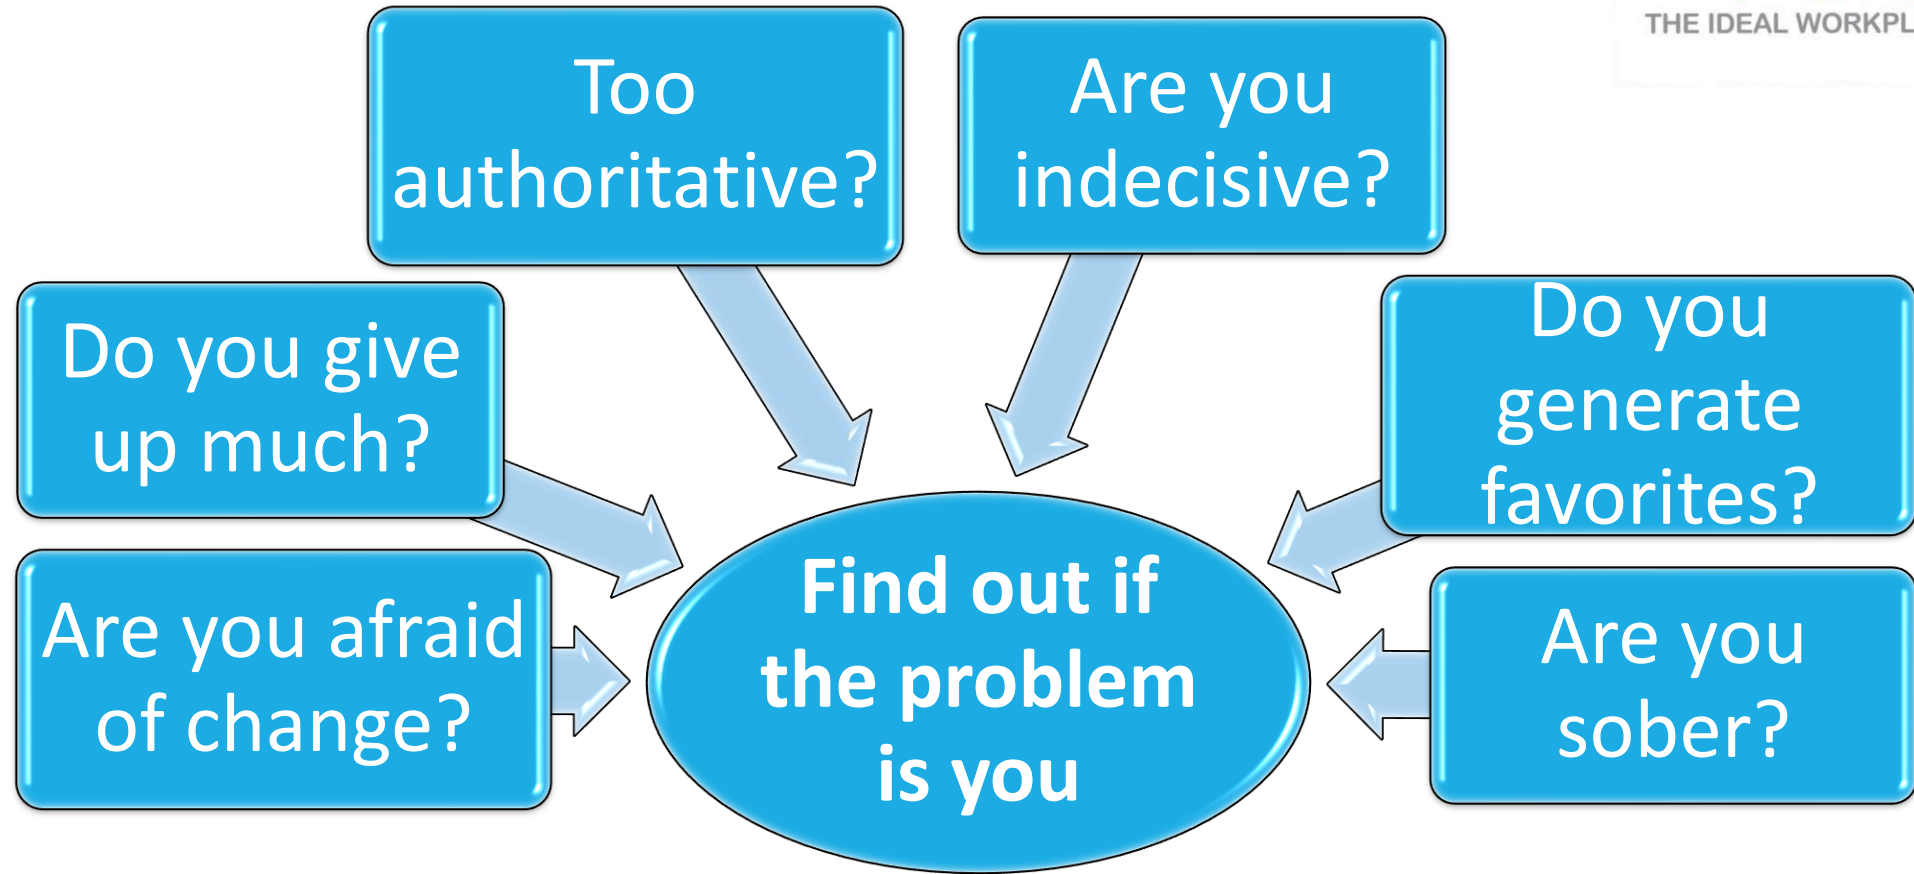 THE IDEAL WORKPL
Too
authoritative?
Are you
indecisive?
Do you give
up much?
Do you
generate
favorites?
Are you afraid
of change?
Find out if
the problem
is you
Are you
sober?